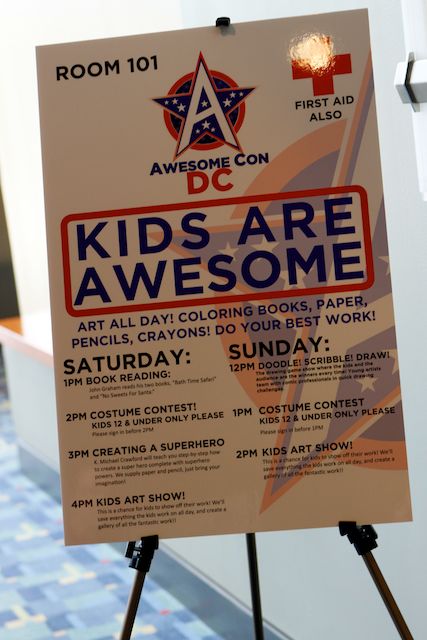 ROOM 101
FIRST AID
ALSO
A
AWESOME CON
DC
KIDS ARE
AWESOME
ART ALL DAY! COLORING BOOKS, PAPER,
PENCILS, CRAYONS! DO YOUR BEST WORK!
SATURDAY:
1PM BOOK READING:
John Graham reads his two books, "Bath Time Safari"
and "No Sweets For Santa"
2PM COSTUME CONTEST!
KIDS 12 & UNDER ONLY PLEASE
Please sign in before 2PM
3PM CREATING A SUPERHERO
K. Michael Crawford will teach you step-by-step how
to create a super hero complete with superhero
powers. We supply paper and pencil, just bring your
imagination!
4PM KIDS ART SHOW!
This is a chance for kids to show off their work! We'll
save everything the kids work on all day, and create a
gallery of all the fantastic work!!
SUNDAY:
12PM DOODLE! SCRIBBLE! DRAW!
The drawing game show where the kids and the
audience are the winners every time! Young artists
team with comic professionals in quick drawing
challenges
1PM COSTUME CONTEST
KIDS 12 & UNDER ONLY PLEASE
Please sign in before 1PM
2PM KIDS ART SHOW!
This is a chance for kids to show off their work! We'll
save everything the kids work on all day, and create a
gallery of all the fantastic work!!